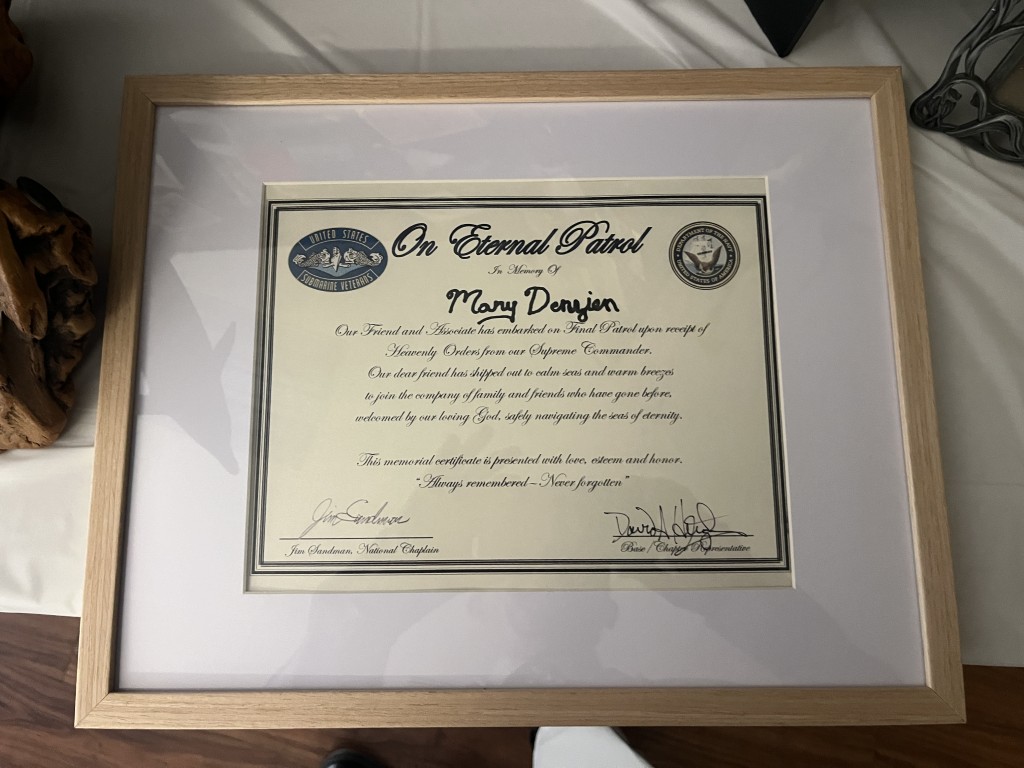 On Eternal Patrol
UNITED STATES
SUBMARINE VETERANS
In Memory Of
Mary Denzien
Our Friend and Associate has embarked on Final Patrol upon receipt of
Heavenly Orders from our Supreme Commander.
Our dear friend has shipped out to calm seas and warm breezes
to join the company of family and friends who have gone before,
welcomed by our loving God, safely navigating the seas of eternity.
This memorial certificate is presented with love, esteem and honor.
"Always remembered – Never forgotten"
Jim Sandman
Jim Sandman, National Chaplain
David
Base / Chapter Representative